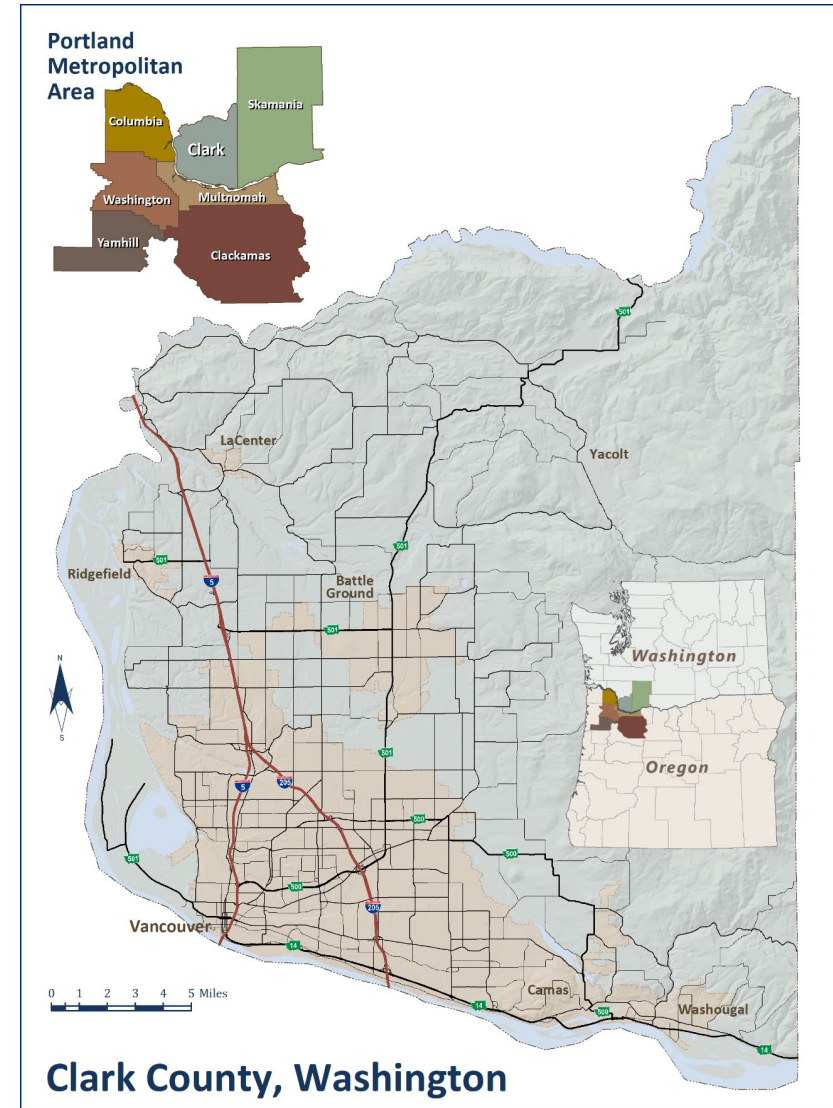 Portland
Metropolitan
Area
Skamania
Columbia
Clark
Washington
Multnomah
Yamhill
Clackamas
501
LaCenter
Yacolt
501
501
Ridgefield
5
Battle
Ground
501
Washington
N
S
501
Oregon
5
205
500
500
501
500
205
Vancouver
14
Camas
0 1 2 3 4 5 Miles
14
500
Washougal
14
Clark County, Washington